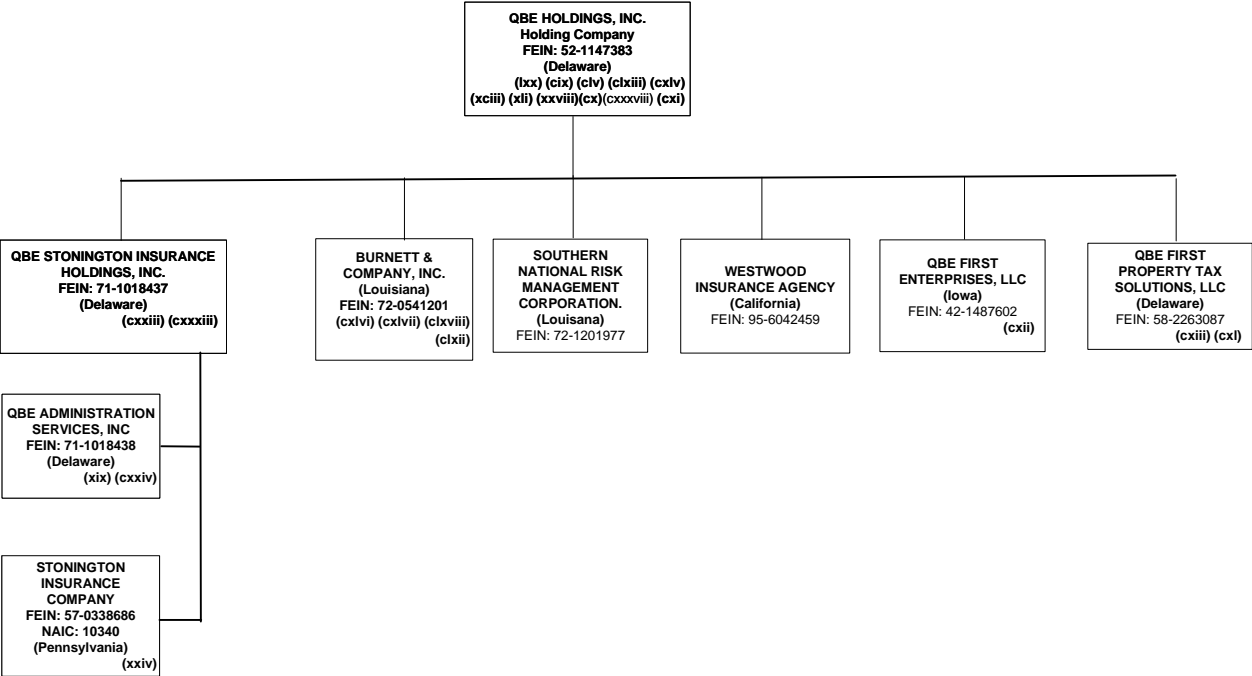 QBE HOLDINGS, INC.
Holding Company
FEIN: 52-1147383
(Delaware)
(lxx) (cix) (clv) (clxiii) (cxlv)
(xciii) (xli) (xxviii)(cx)(cxxxviii) (cxi)
QBE STONINGTON INSURANCE
HOLDINGS, INC.
FEIN: 71-1018437
(Delaware)
(cxxiii) (cxxxiii)
BURNETT &
COMPANY, INC.
(Louisiana)
FEIN: 72-0541201
(cxlvi) (cxlvii) (clxviii)
(clxii)
SOUTHERN
NATIONAL RISK
MANAGEMENT
CORPORATION.
(Louisana)
FEIN: 72-1201977
WESTWOOD
INSURANCE AGENCY
(California)
FEIN: 95-6042459
QBE FIRST
ENTERPRISES, LLC
(Iowa)
FEIN: 42-1487602
(cxii)
QBE FIRST
PROPERTY TAX
SOLUTIONS, LLC
(Delaware)
FEIN: 58-2263087
(cxiii) (cxl)
QBE ADMINISTRATION
SERVICES, INC
FEIN: 71-1018438
(Delaware)
(xix) (cxxiv)
STONINGTON
INSURANCE
COMPANY
FEIN: 57-0338686
NAIC: 10340
(Pennsylvania)
(xxiv)